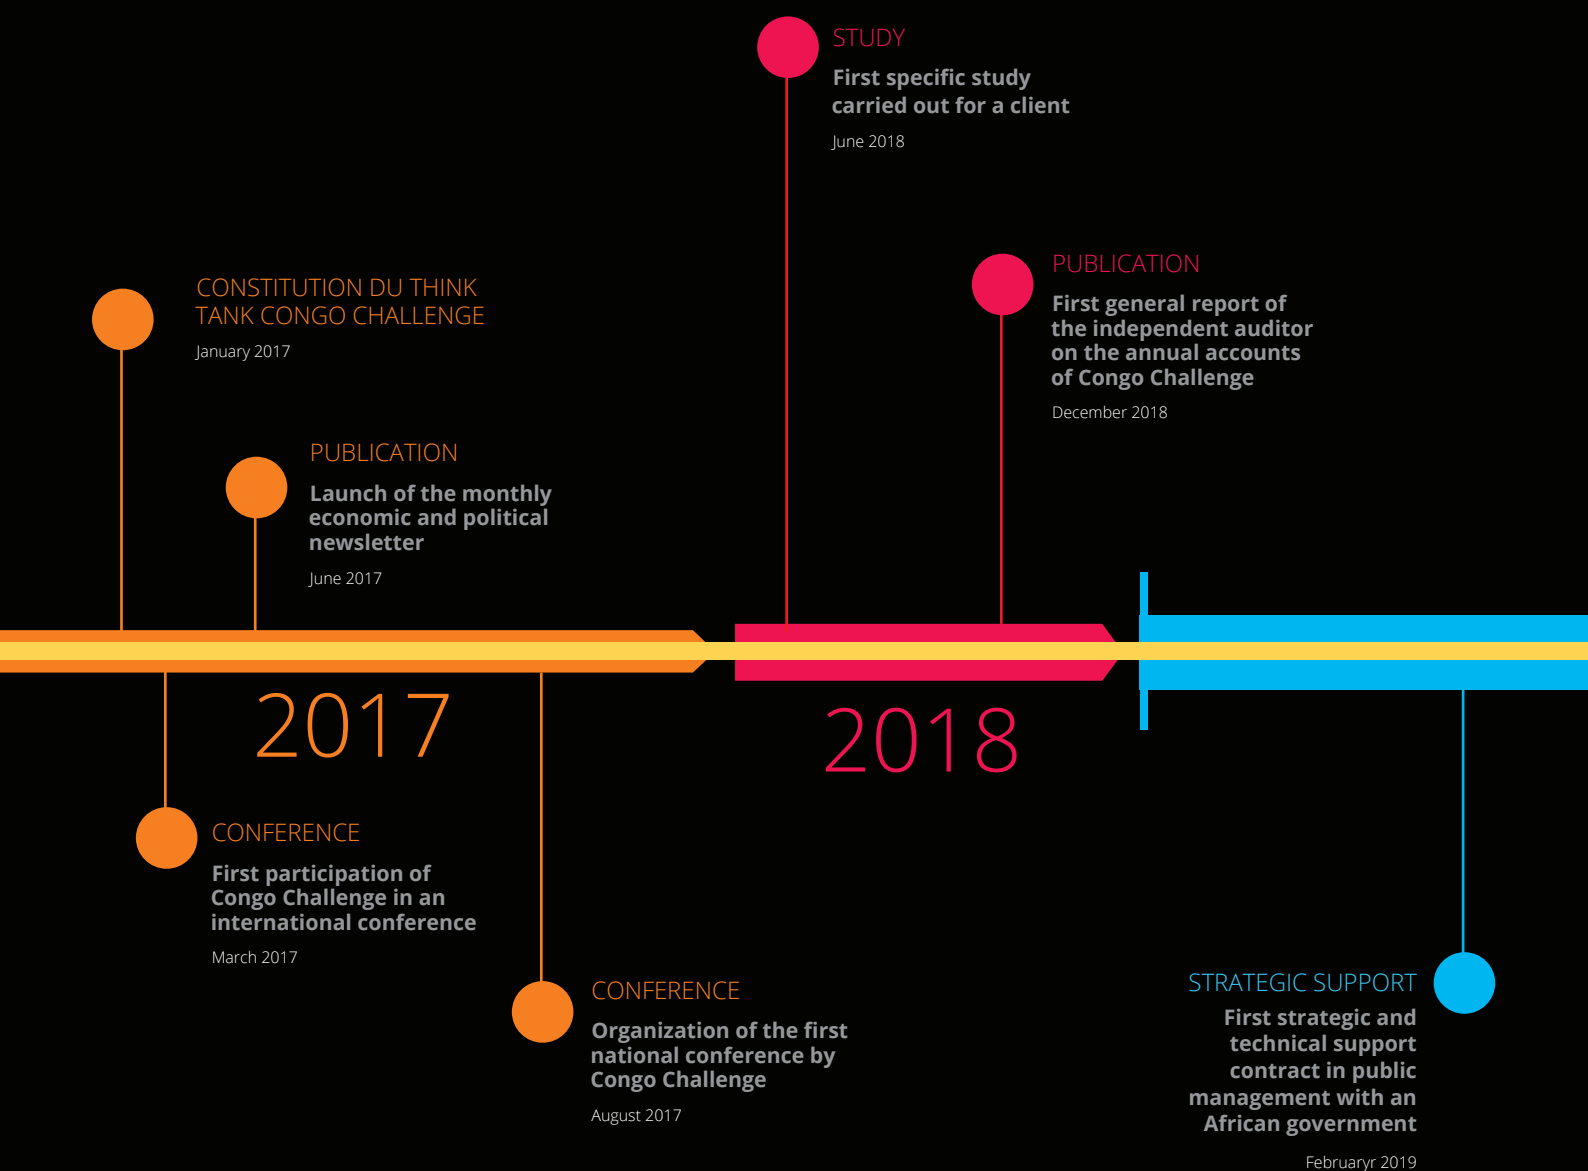 STUDY
First specific study
carried out for a client
June 2018
CONSTITUTION DU THINK
TANK CONGO CHALLENGE
January 2017
PUBLICATION
First general report of
the independent auditor
on the annual accounts
of Congo Challenge
December 2018
PUBLICATION
Launch of the monthly
economic and political
newsletter
June 2017
2017
2018
CONFERENCE
First participation of
Congo Challenge in an
international conference
March 2017
CONFERENCE
Organization of the first
national conference by
Congo Challenge
August 2017
STRATEGIC SUPPORT
First strategic and
technical support
contract in public
management with an
African government
Februaryr 2019